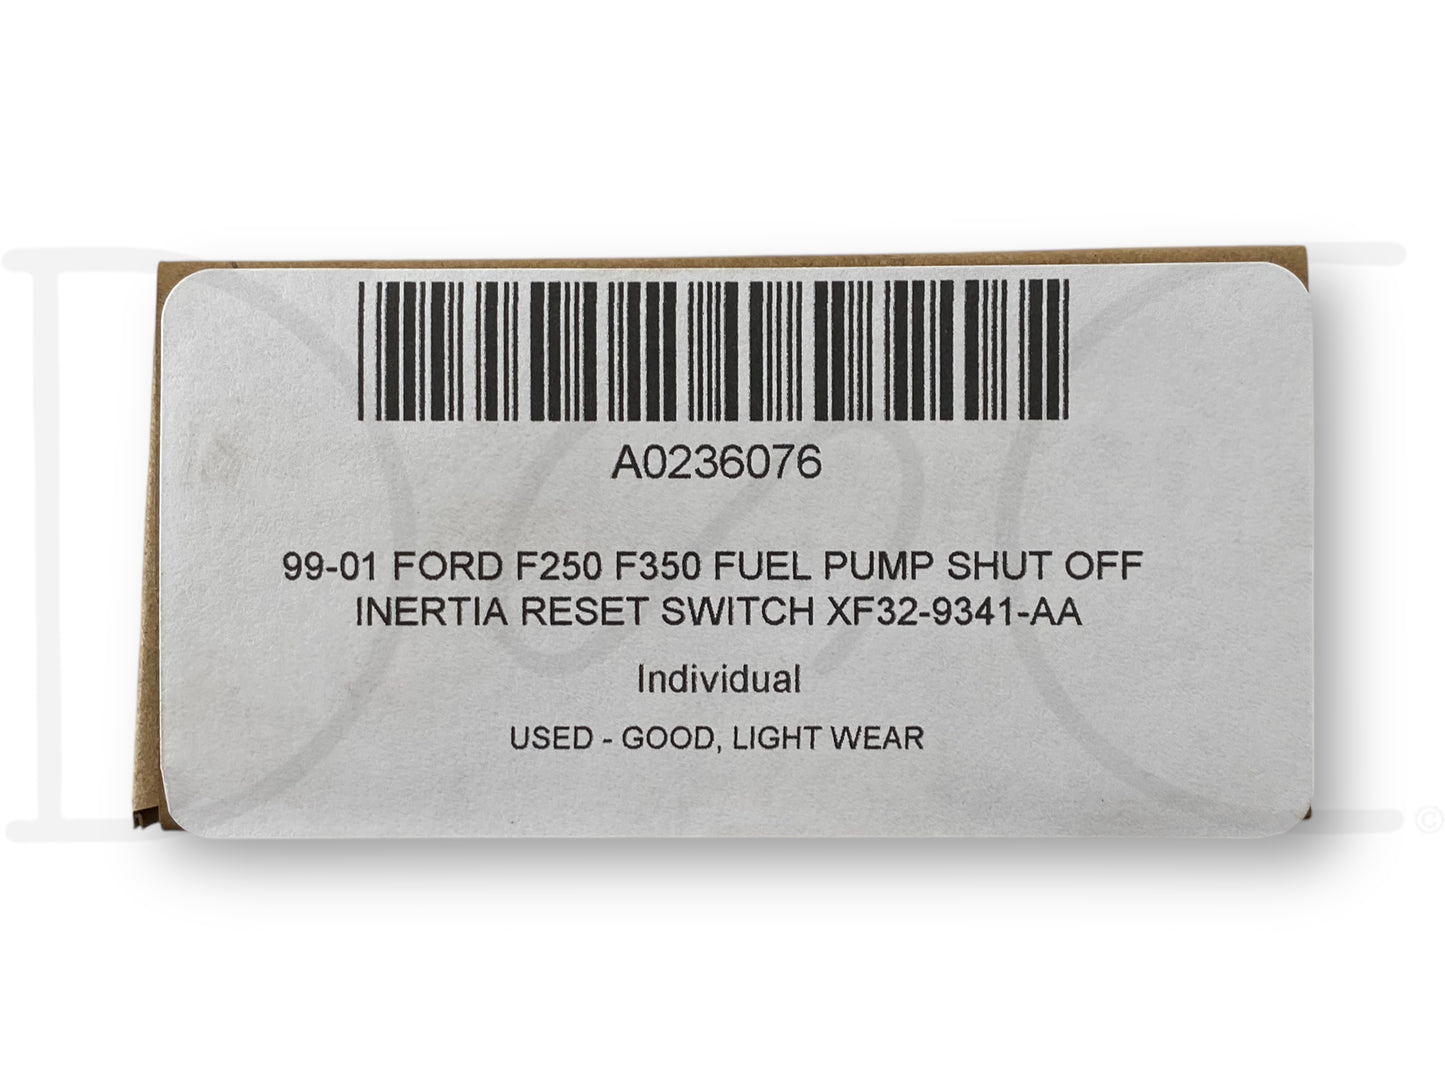 A0236076
99-01 FORD F250 F350 FUEL PUMP SHUT OFF
INERTIA RESET SWITCH XF32-9341-AA
Individual
USED - GOOD, LIGHT WEAR
©